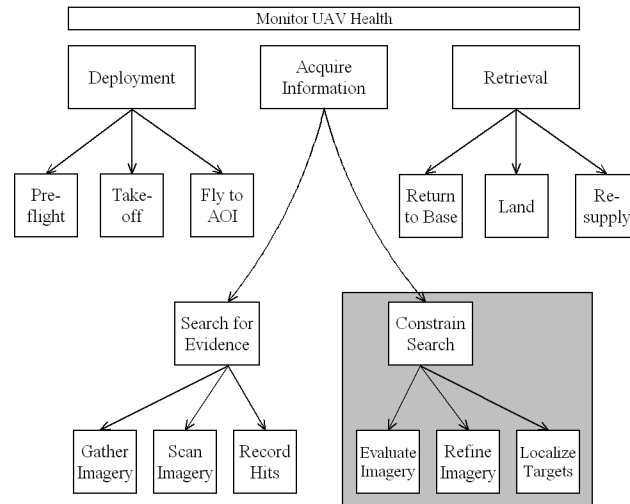 Monitor UAV Health
Deployment
Acquire
Information
Retrieval
Pre-
flight
Take-
off
Fly to
AOI
Return
to Base
Land
Re-
supply
Search for
Evidence
Constrain
Search
Gather
Imagery
Scan
Imagery
Record
Hits
Evaluate
Imagery
Refine
Imagery
Localize
Targets